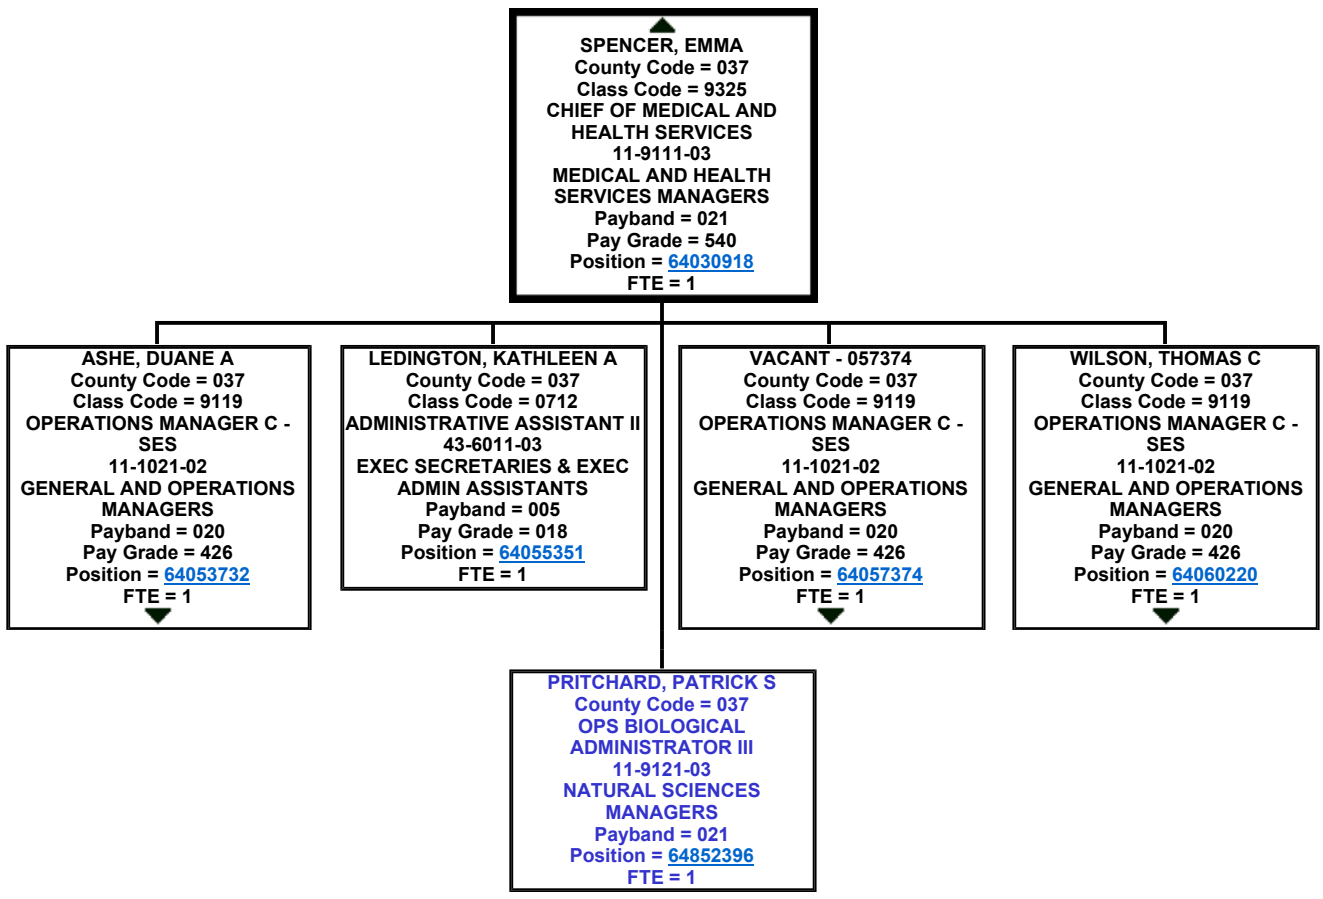 SPENCER, EMMA
County Code = 037
Class Code = 9325
CHIEF OF MEDICAL AND
HEALTH SERVICES
11-9111-03
MEDICAL AND HEALTH
SERVICES MANAGERS
Payband = 021
Pay Grade = 540
Position = 64030918
FTE = 1
ASHE, DUANE A
County Code = 037
Class Code = 9119
OPERATIONS MANAGER C -
SES
11-1021-02
GENERAL AND OPERATIONS
MANAGERS
Payband = 020
Pay Grade = 426
Position = 64053732
FTE = 1
LEDINGTON, KATHLEEN A
County Code = 037
Class Code = 0712
ADMINISTRATIVE ASSISTANT II
43-6011-03
EXEC SECRETARIES & EXEC
ADMIN ASSISTANTS
Payband = 005
Pay Grade = 018
Position = 64055351
FTE = 1
VACANT - 057374
County Code = 037
Class Code = 9119
OPERATIONS MANAGER C -
SES
11-1021-02
GENERAL AND OPERATIONS
MANAGERS
Payband = 020
Pay Grade = 426
Position = 64057374
FTE = 1
WILSON, THOMAS C
County Code = 037
Class Code = 9119
OPERATIONS MANAGER C -
SES
11-1021-02
GENERAL AND OPERATIONS
MANAGERS
Payband = 020
Pay Grade = 426
Position = 64060220
FTE = 1
PRITCHARD, PATRICK S
County Code = 037
OPS BIOLOGICAL
ADMINISTRATOR III
11-9121-03
NATURAL SCIENCES
MANAGERS
Payband = 021
Position = 64852396
FTE = 1